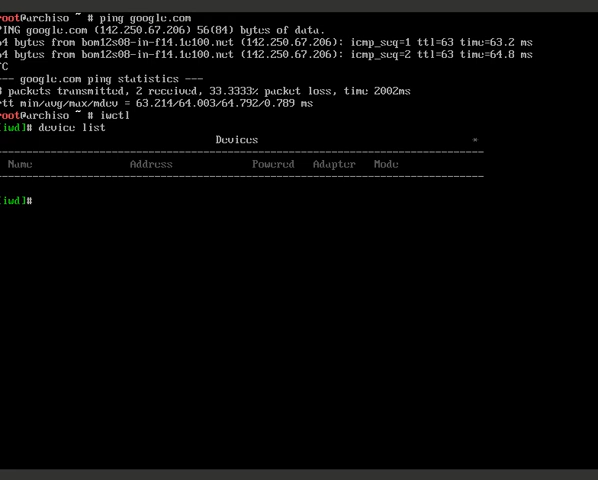 root@archiso ~ # ping google.com
PING google.com (142.250.67.206) 56(84) bytes of data.
64 bytes from bom12s08-in-f14.1e100.net (142.250.67.206): icmp_seq=1 ttl=63 time=63.2 ms
64 bytes from bom12s08-in-f14.1e100.net (142.250.67.206): icmp_seq=2 ttl=63 time=64.8 ms
^C
--- google.com ping statistics ---
3 packets transmitted, 2 received, 33.3333% packet loss, time 2002ms
rtt min/avg/max/mdev = 63.214/64.003/64.792/0.789 ms
root@archiso ~ # iwctl
[iwd]# device list
Devices *
Name Address Powered Adapter Mode
[iwd]#